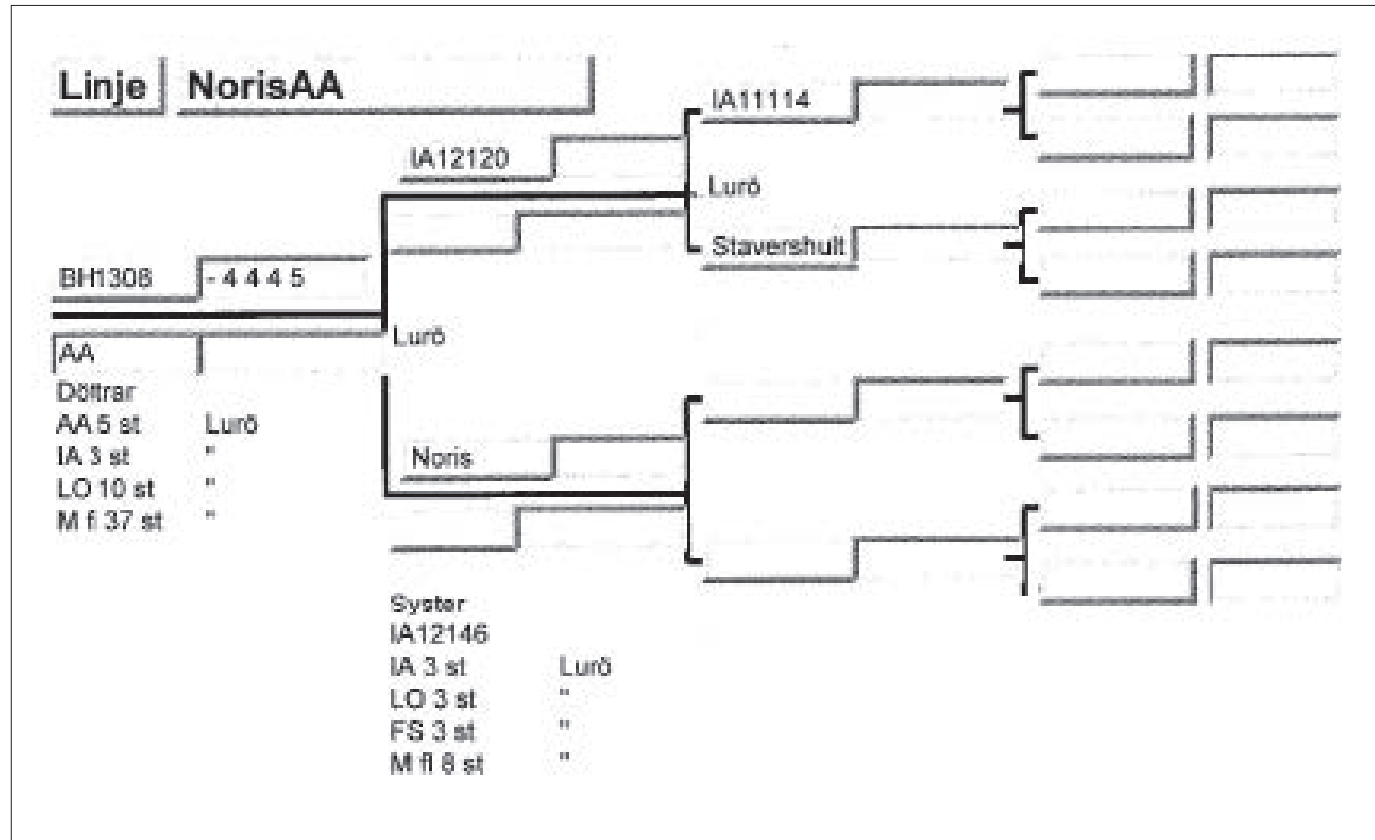 Linje NorisAA
IA11114
IA12120
Lurö
Stavershult
BH1308 - 4 4 4 5
Lurö
AA
Döttrar
AA 5 st Lurö
IA 3 st "
LO 10 st "
M fl 37 st "
Noris
Syster
IA12146
IA 3 st Lurö
LO 3 st "
FS 3 st "
M fl 8 st "